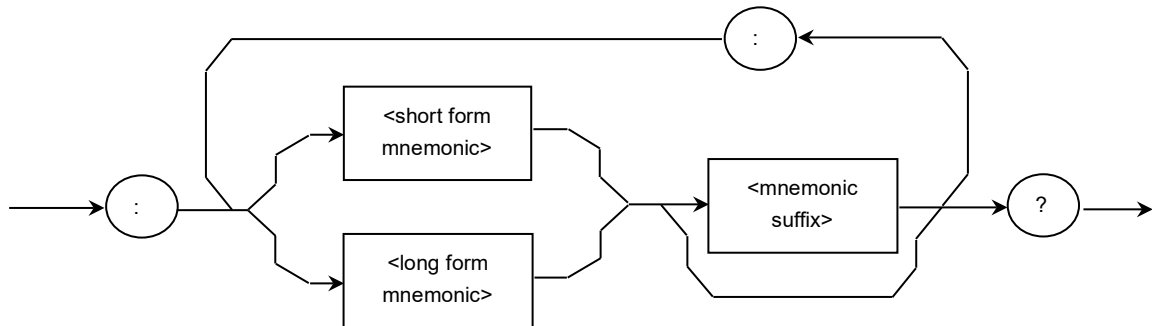 :
<short form
mnemonic>
<mnemonic
suffix>
:
?
<long form
mnemonic>